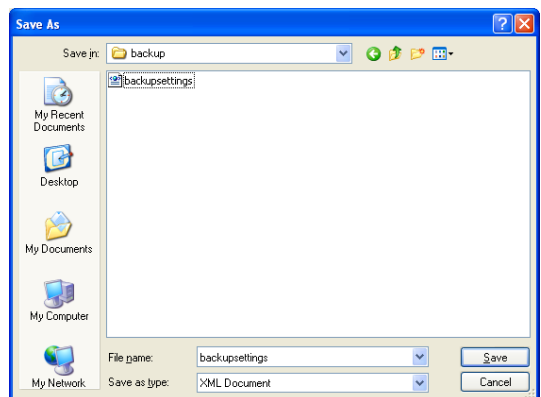 Save As
Save in: backup
backupsettings
My Recent
Documents
Desktop
My Documents
My Computer
My Network
File name: backupsettings Save
Save as type: XML Document Cancel